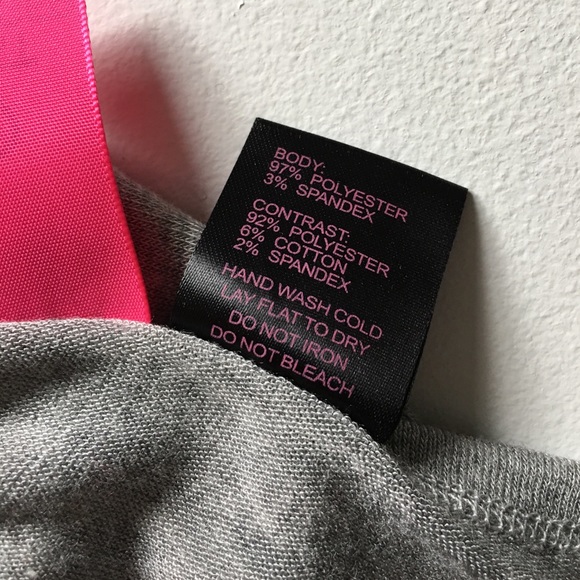 BODY:
97% POLYESTER
3% SPANDEX
CONTRAST:
92% POLYESTER
6% COTTON
2% SPANDEX
HAND WASH COLD
LAY FLAT TO DRY
DO NOT IRON
DO NOT BLEACH